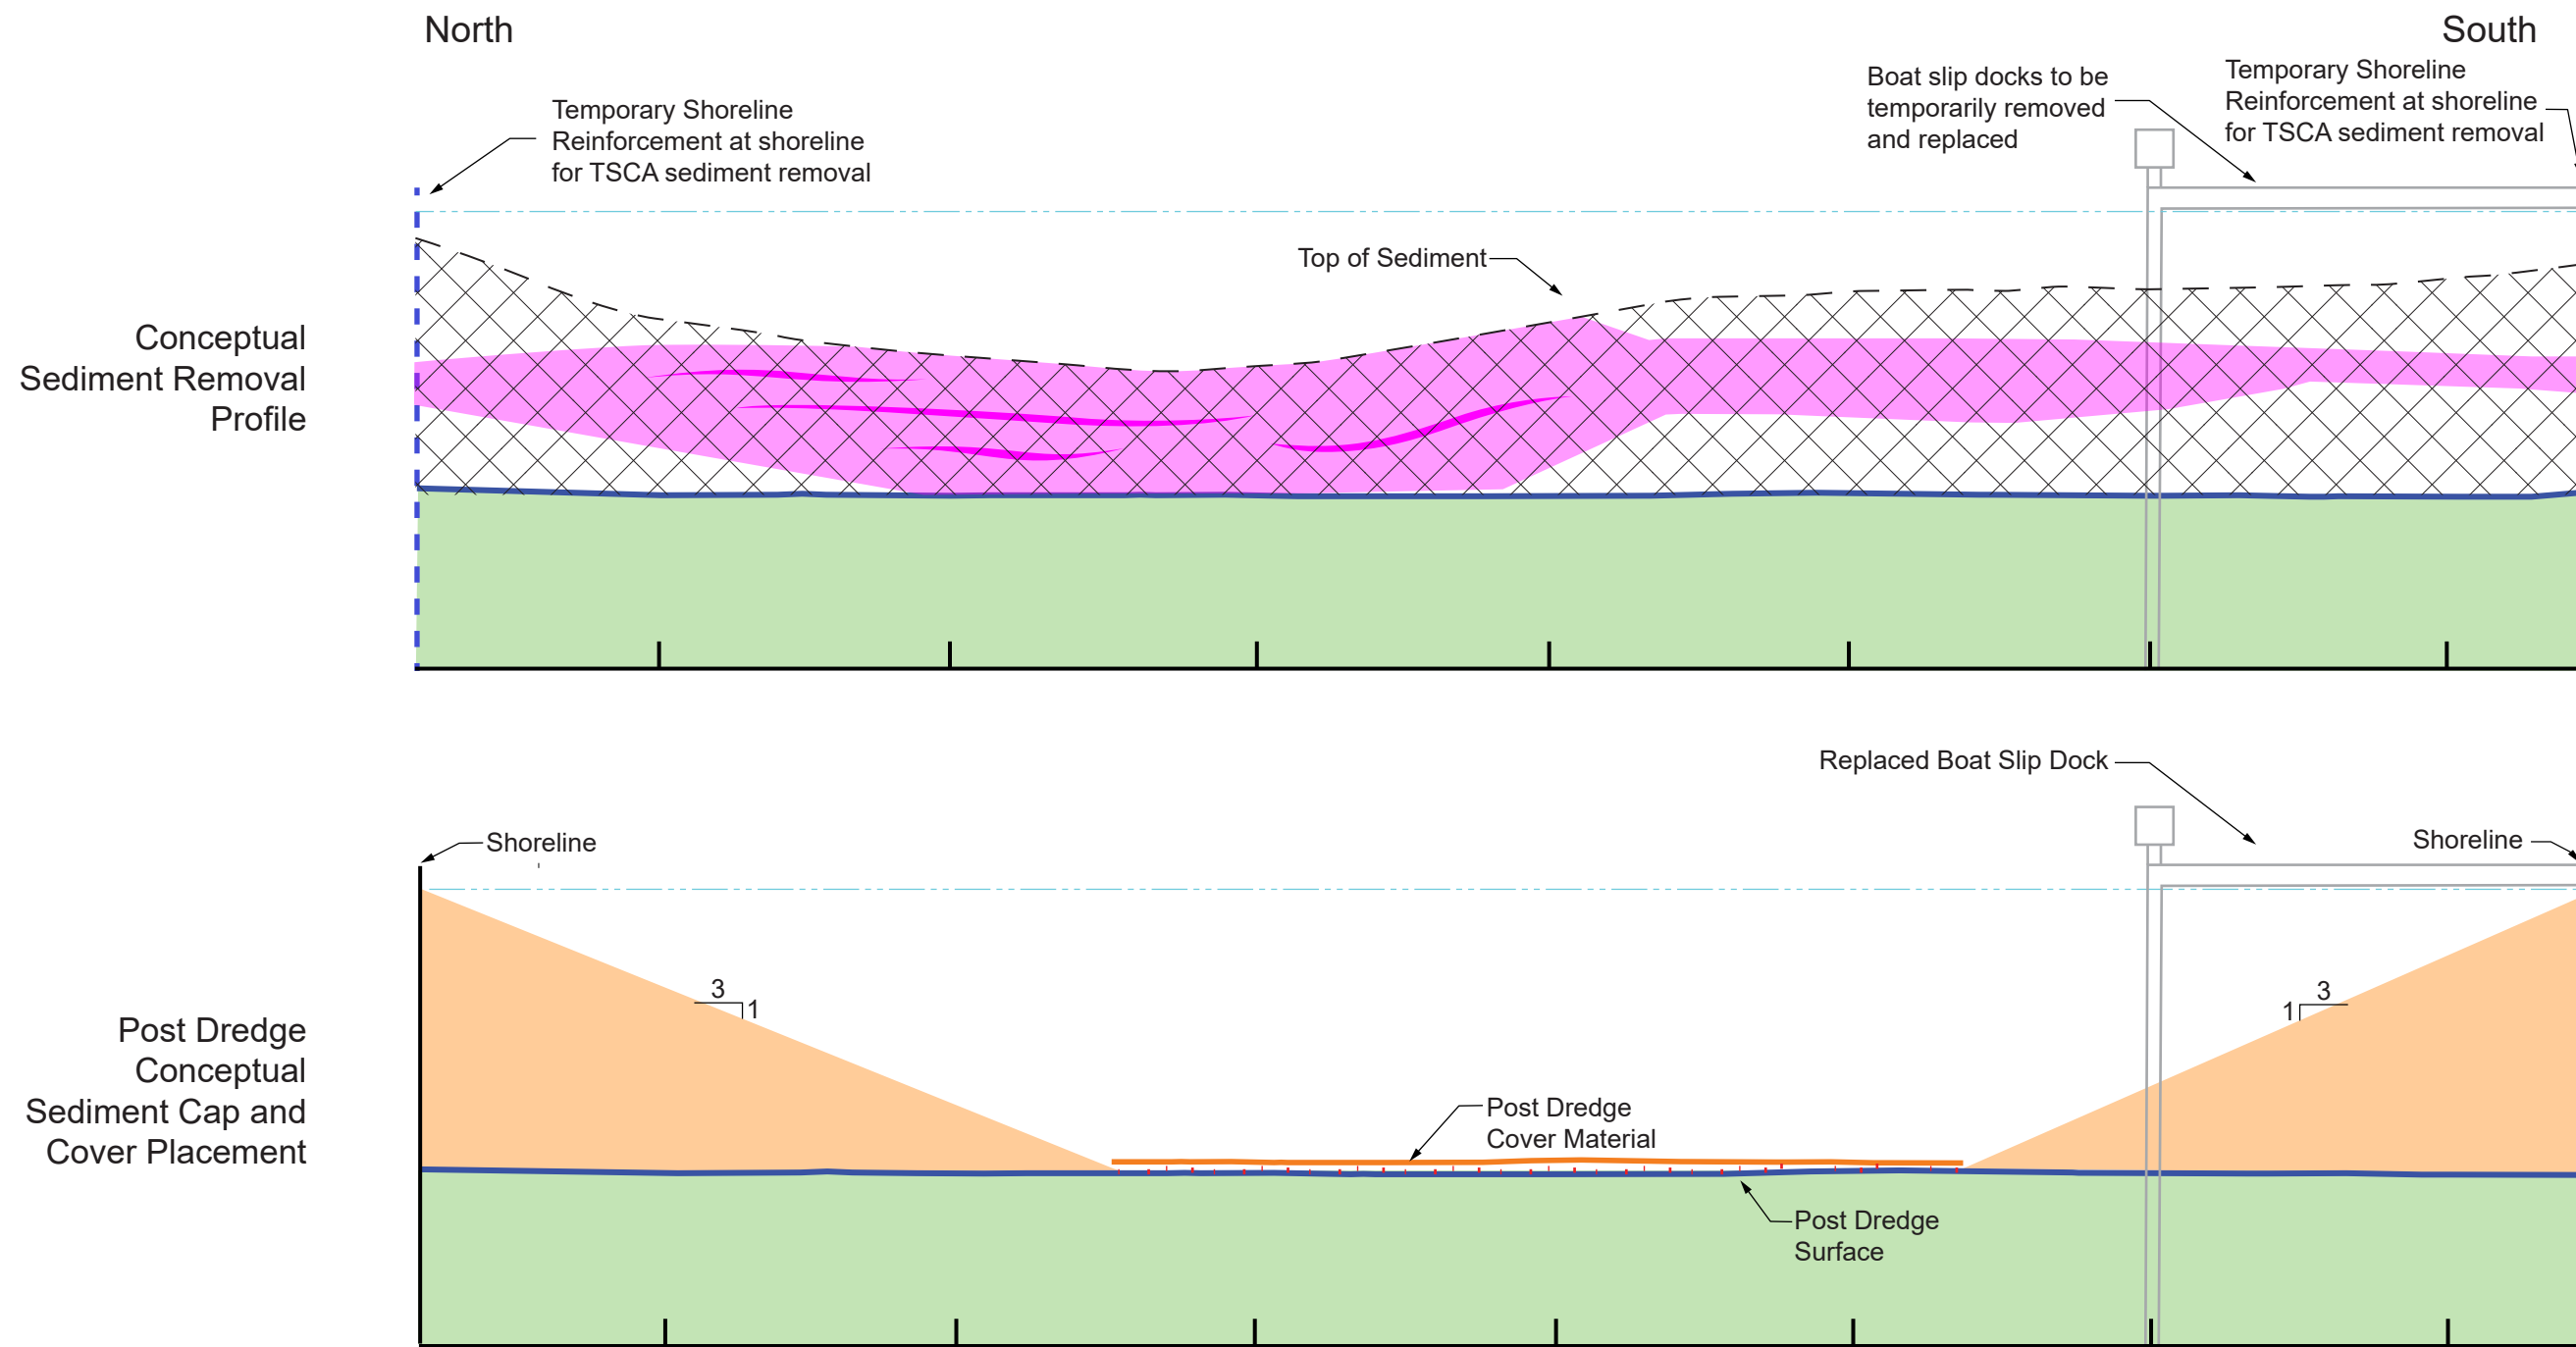 North
South
Temporary Shoreline
Reinforcement at shoreline
for TSCA sediment removal
Boat slip docks to be
temporarily removed
and replaced
Temporary Shoreline
Reinforcement at shoreline
for TSCA sediment removal
Top of Sediment
Conceptual
Sediment Removal
Profile
Replaced Boat Slip Dock
Shoreline
Shoreline
3
1
3
1
Post Dredge
Conceptual
Sediment Cap and
Cover Placement
Post Dredge
Cover Material
Post Dredge
Surface